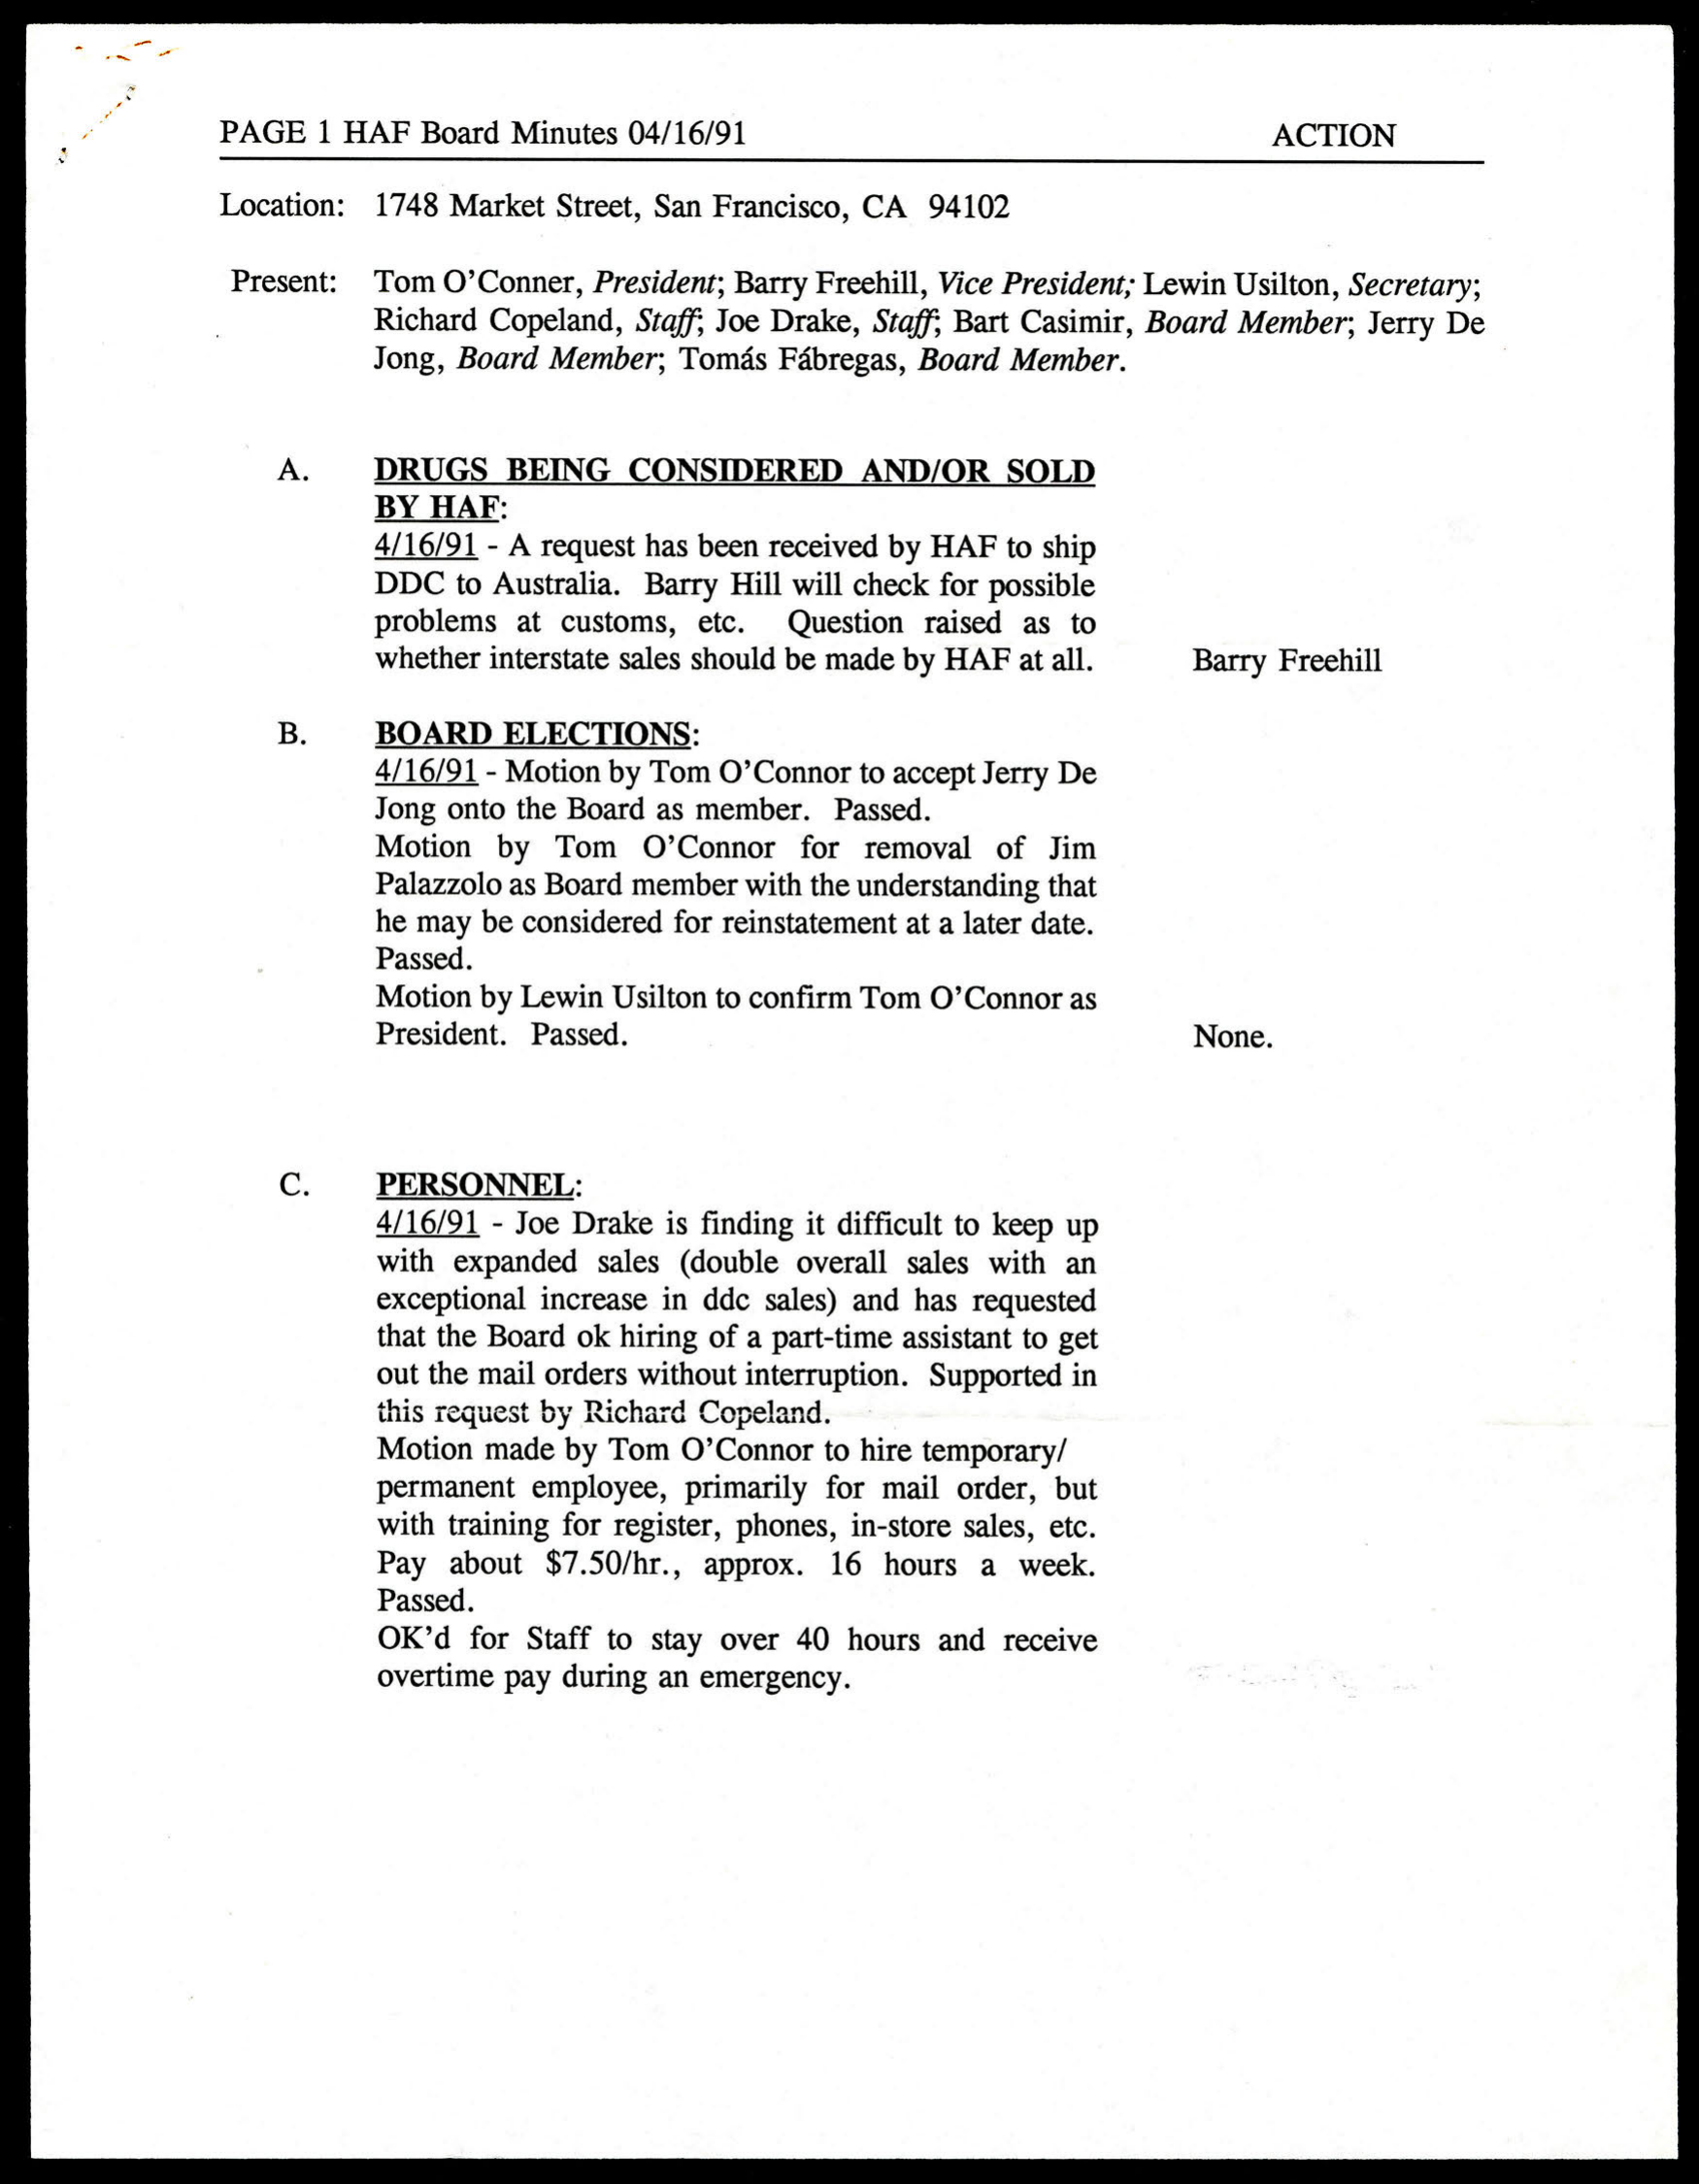 PAGE 1 HAF Board Minutes 04/16/91 ACTION
Location: 1748 Market Street, San Francisco, CA 94102
Present: Tom O'Conner, President; Barry Freehill, Vice President; Lewin Usilton, Secretary;
Richard Copeland, Staff; Joe Drake, Staff; Bart Casimir, Board Member; Jerry De
Jong, Board Member; Tomás Fábregas, Board Member.
A. DRUGS BEING CONSIDERED AND/OR SOLD
BY HAF:
4/16/91 - A request has been received by HAF to ship
DDC to Australia. Barry Hill will check for possible
problems at customs, etc. Question raised as to
whether interstate sales should be made by HAF at all. Barry Freehill
B. BOARD ELECTIONS:
4/16/91 - Motion by Tom O'Connor to accept Jerry De
Jong onto the Board as member. Passed.
Motion by Tom O'Connor for removal of Jim
Palazzolo as Board member with the understanding that
he may be considered for reinstatement at a later date.
Passed.
Motion by Lewin Usilton to confirm Tom O'Connor as
President. Passed. None.
C. PERSONNEL:
4/16/91 - Joe Drake is finding it difficult to keep up
with expanded sales (double overall sales with an
exceptional increase in ddc sales) and has requested
that the Board ok hiring of a part-time assistant to get
out the mail orders without interruption. Supported in
this request by Richard Copeland.
Motion made by Tom O'Connor to hire temporary/
permanent employee, primarily for mail order, but
with training for register, phones, in-store sales, etc.
Pay about $7.50/hr., approx. 16 hours a week.
Passed.
OK'd for Staff to stay over 40 hours and receive
overtime pay during an emergency.